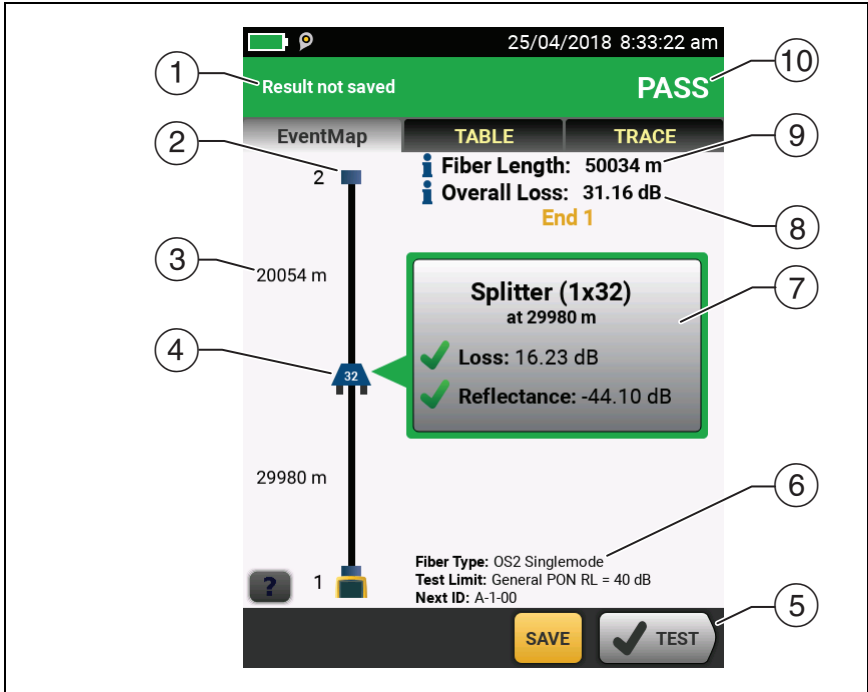 25/04/2018 8:33:22 am
1
Result not saved
PASS
10
EventMap
TABLE
TRACE
2
2
Fiber Length: 50034 m
9
Overall Loss: 31.16 dB
8
End 1
3
20054 m
Splitter (1x32)
at 29980 m
7
4
32
Loss: 16.23 dB
Reflectance: -44.10 dB
29980 m
6
Fiber Type: OS2 Singlemode
Test Limit: General PON RL = 40 dB
Next ID: A-1-00
?
1
5
SAVE
TEST